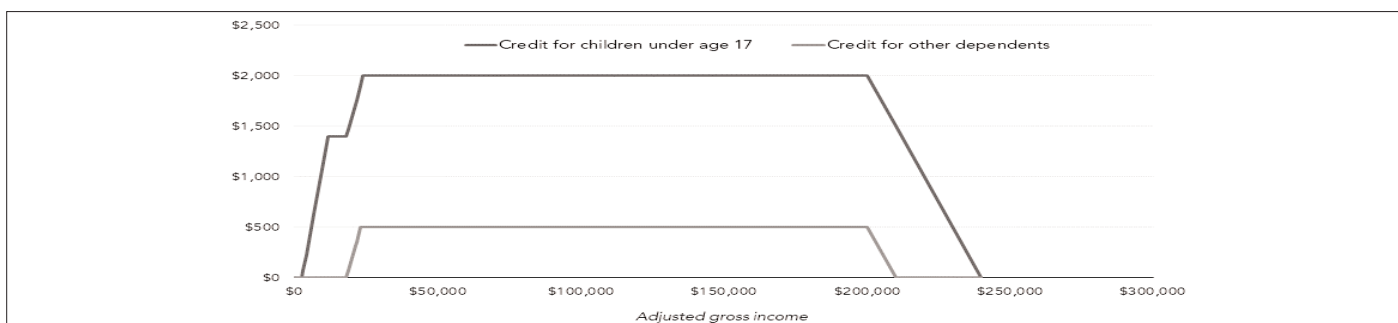 $2,500
Credit for children under age 17 Credit for other dependents
$2,000
$1,500
$1,000
$500
$0
$0 $50,000 $100,000 $150,000 $200,000 $250,000 $300,000
Adjusted gross income